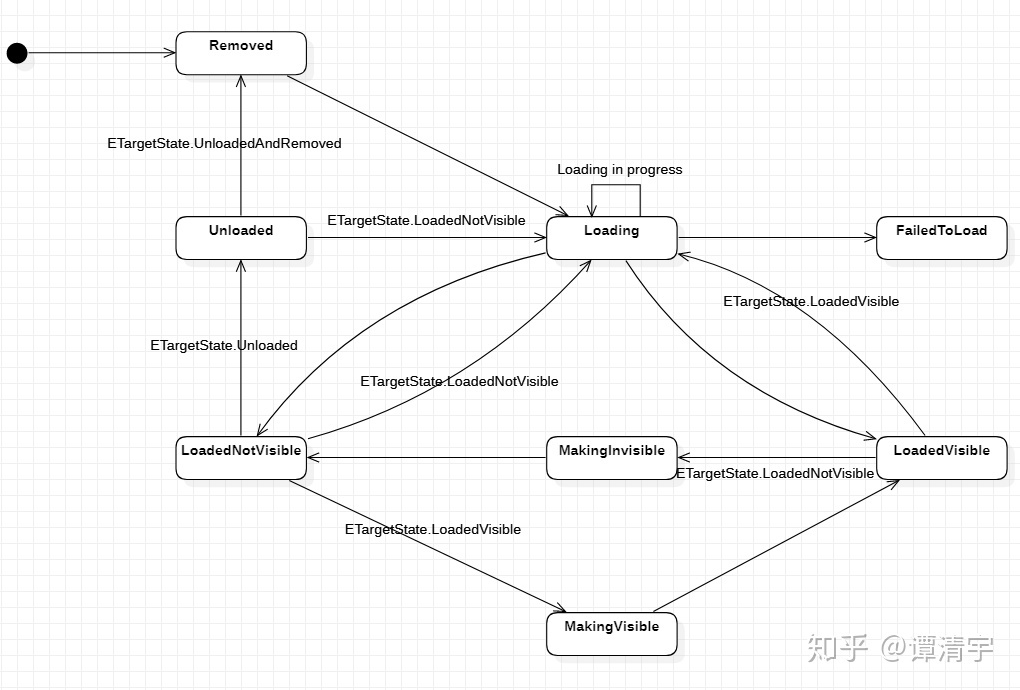 Removed
ETargetState.UnloadedAndRemoved
Loading in progress
Unloaded
ETargetState.LoadedNotVisible
Loading
FailedToLoad
ETargetState.LoadedVisible
ETargetState.Unloaded
ETargetState.LoadedNotVisible
LoadedNotVisible
MakingInvisible
LoadedVisible
ETargetState.LoadedNotVisible
ETargetState.LoadedVisible
MakingVisible
知乎 @谭清宇